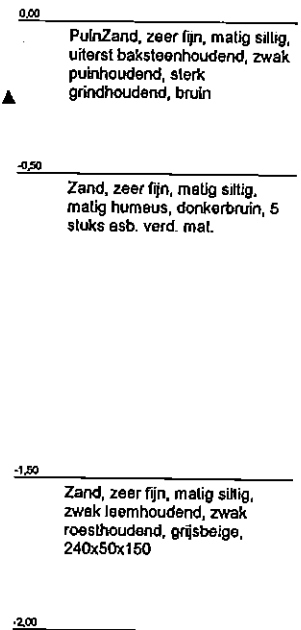 0,00
PuinZand, zeer fijn, matig siltig,
uiterst baksteenhoudend, zwak
puinhoudend, sterk
grindhoudend, bruin
-0,50
Zand, zeer fijn, matig siltig,
matig humeus, donkerbruin, 5
stuks asb. verd. mat.
-1,50
Zand, zeer fijn, matig siltig,
zwak leemhoudend, zwak
roesthoudend, grijsbeige,
240x50x150
-2,00